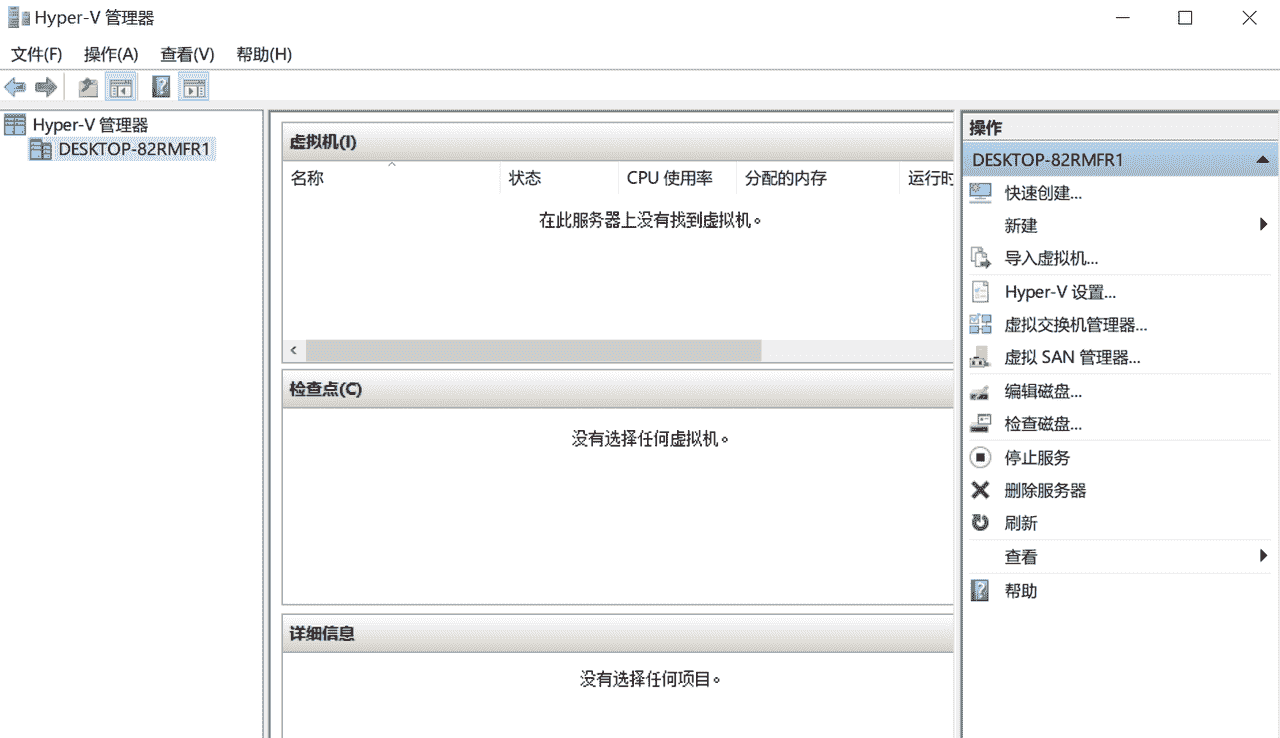 Hyper-V 管理器
文件(F) 操作(A) 查看(V) 帮助(H)
Hyper-V 管理器
DESKTOP-82RMFR1
虚拟机(I)
名称 状态 CPU 使用率 分配的内存 运行时
在此服务器上没有找到虚拟机。
检查点(C)
没有选择任何虚拟机。
详细信息
没有选择任何项目。
操作
DESKTOP-82RMFR1
快速创建...
新建
导入虚拟机...
Hyper-V 设置...
虚拟交换机管理器...
虚拟 SAN 管理器...
编辑磁盘...
检查磁盘...
停止服务
删除服务器
刷新
查看
帮助